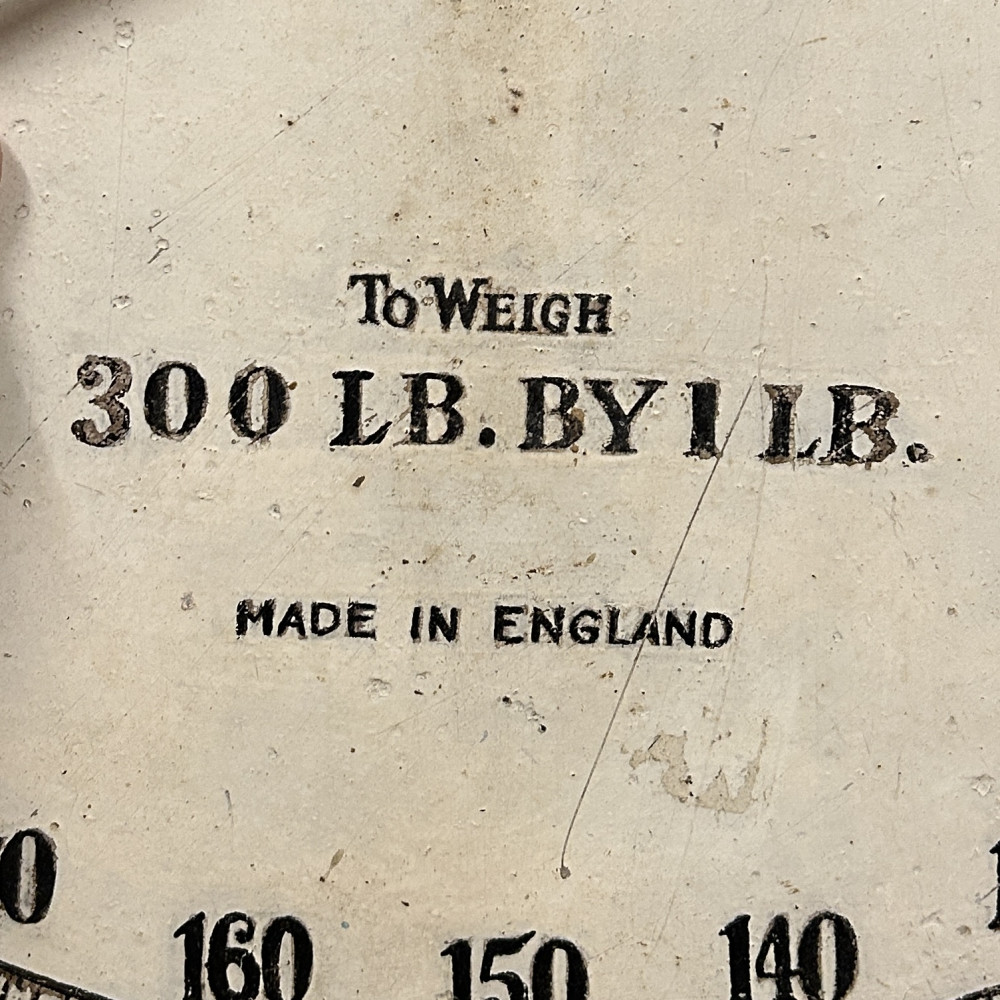 To Weigh
300 LB. BY 1 LB.
MADE IN ENGLAND
160 150 140